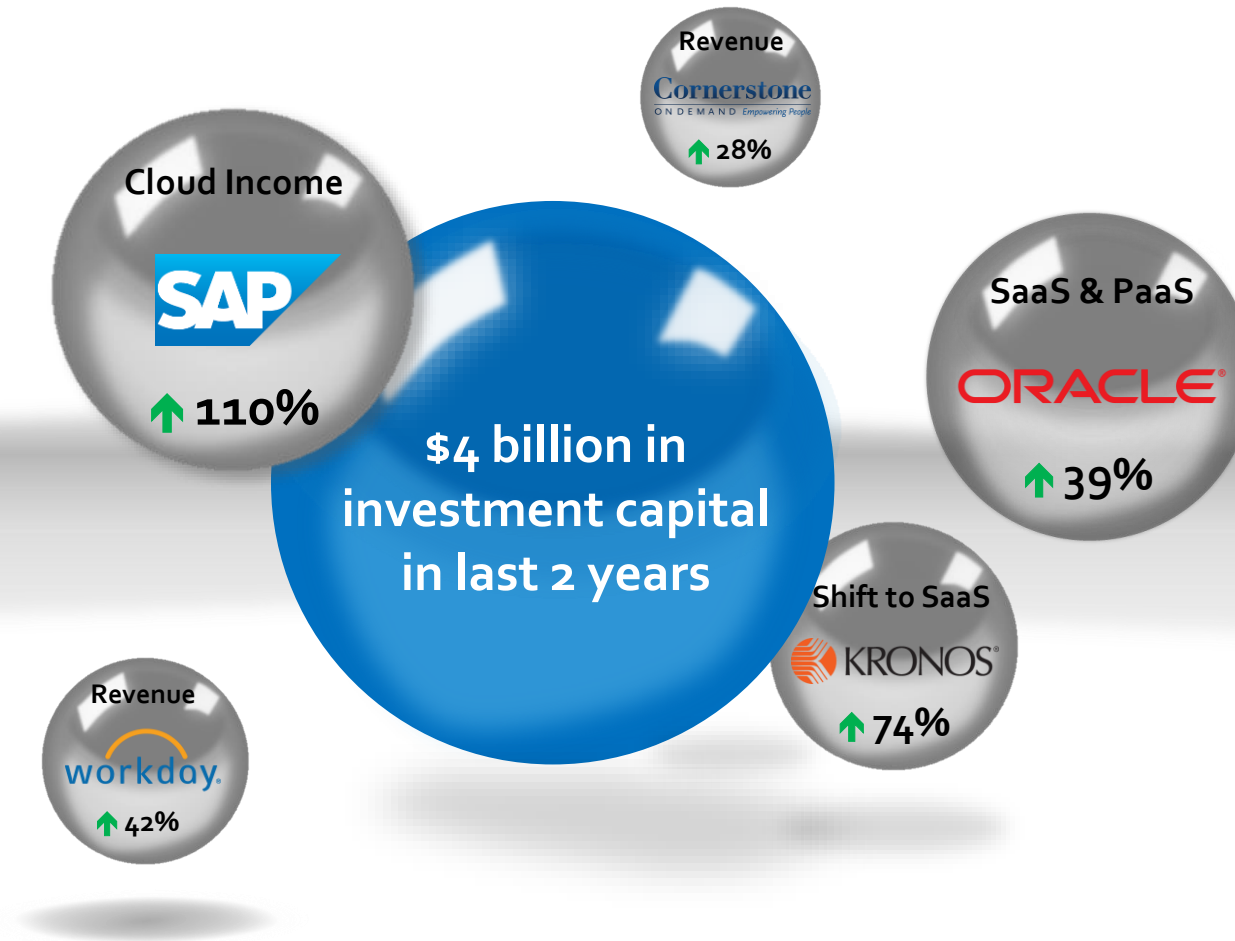 Revenue
Cornerstone
ONDEMAND Empowering People
28%
Cloud Income
SAP
110%
$4 billion in
investment capital
in last 2 years
SaaS & PaaS
ORACLE®
39%
Shift to SaaS
KRONOS®
74%
Revenue
workday.
42%